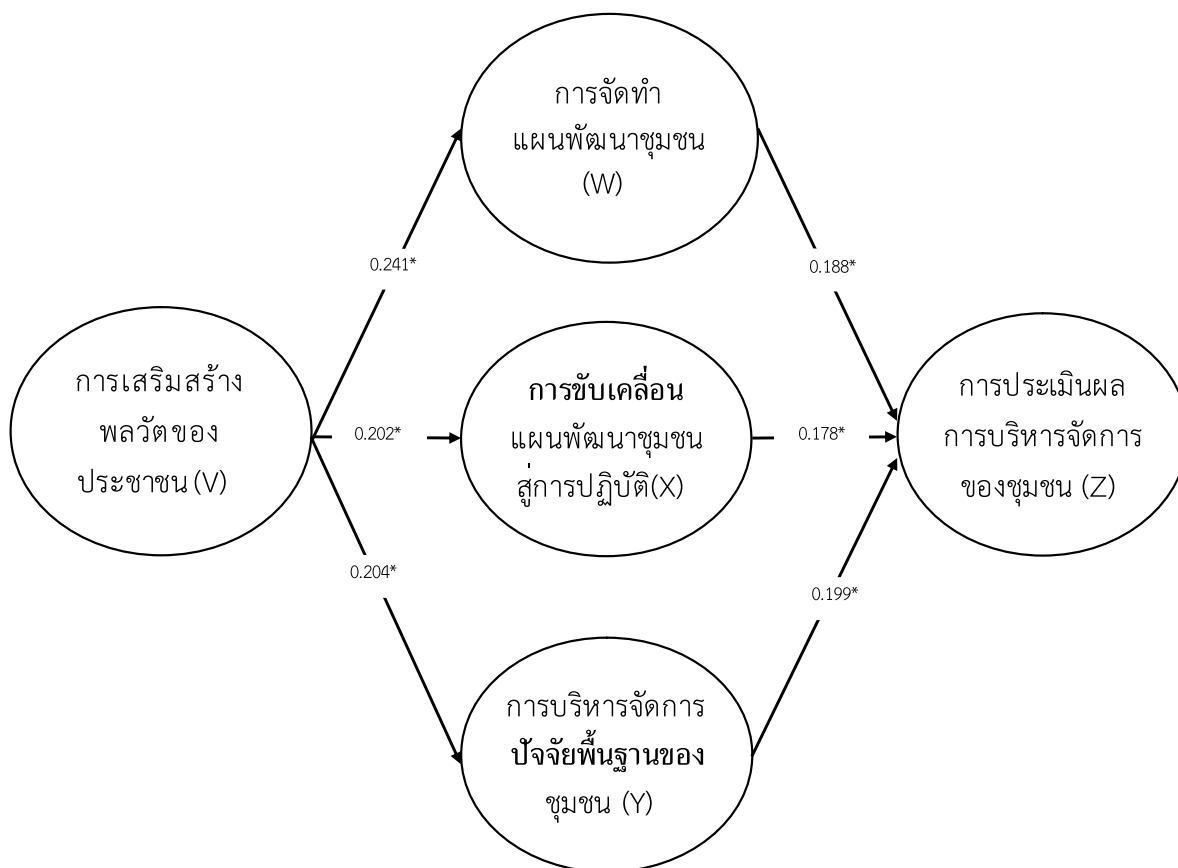 การจัดทำ
แผนพัฒนาชุมชน
(W)
0.241*
0.188*
การเสริมสร้าง
พลวัตของ
ประชาชน (V)
0.202*
การขับเคลื่อน
แผนพัฒนาชุมชน
สู่การปฏิบัติ(X)
0.178*
การประเมินผล
การบริหารจัดการ
ของชุมชน (Z)
0.204*
0.199*
การบริหารจัดการ
ปัจจัยพื้นฐานของ
ชุมชน (Y)